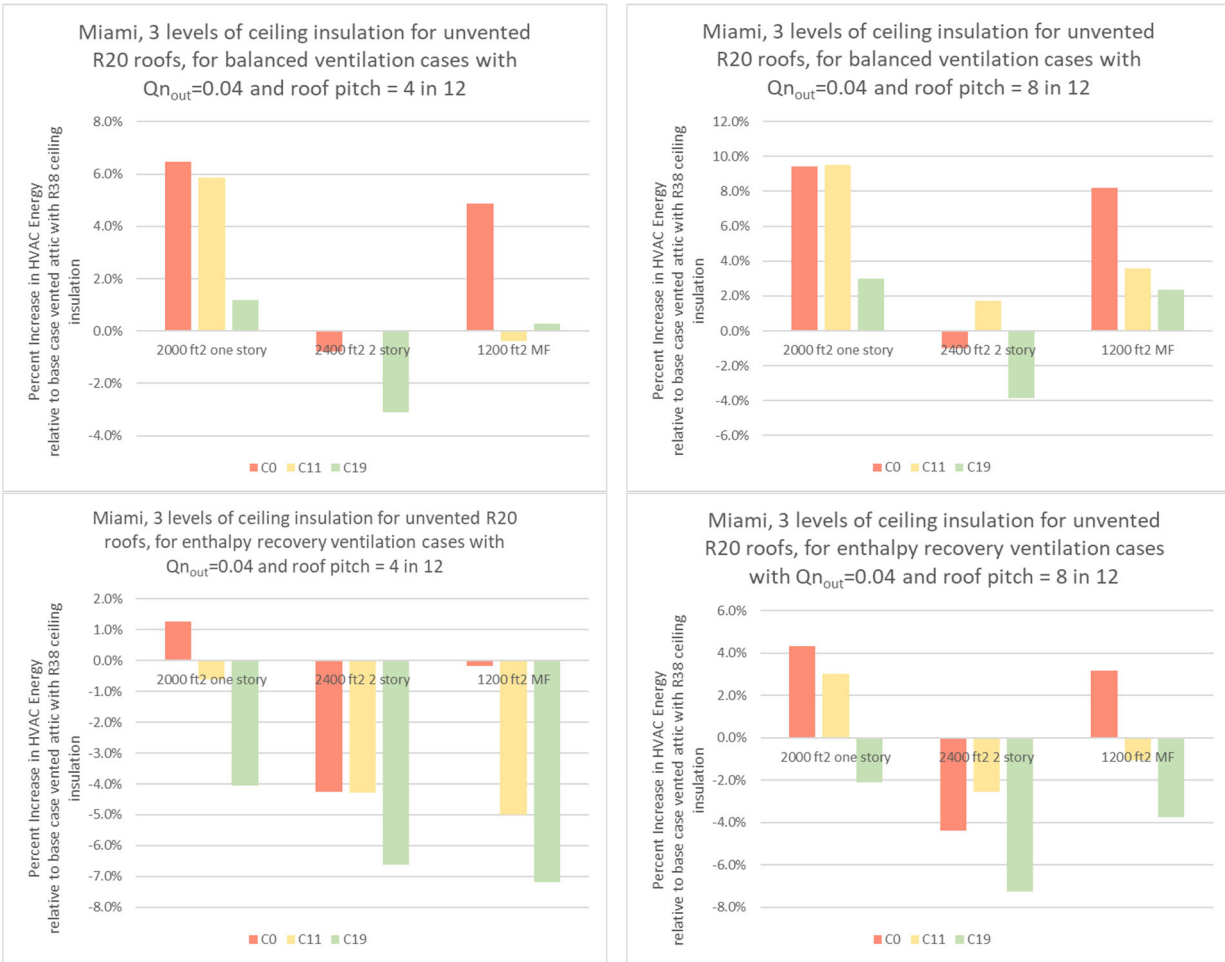 Miami, 3 levels of ceiling insulation for unvented
R20 roofs, for balanced ventilation cases with
Qnout=0.04 and roof pitch = 4 in 12
Percent Increase in HVAC Energy
relative to base case vented attic with R38 ceiling
insulation
8.0%
6.0%
4.0%
2.0%
0.0%
-2.0%
-4.0%
2000 ft2 one story
2400 ft2 2 story
1200 ft2 MF
C0 C11 C19
Miami, 3 levels of ceiling insulation for unvented
R20 roofs, for balanced ventilation cases with
Qnout=0.04 and roof pitch = 8 in 12
Percent Increase in HVAC Energy
relative to base case vented attic with R38 ceiling
insulation
12.0%
10.0%
8.0%
6.0%
4.0%
2.0%
0.0%
-2.0%
-4.0%
-6.0%
2000 ft2 one story
2400 ft2 2 story
1200 ft2 MF
C0 C11 C19
Miami, 3 levels of ceiling insulation for unvented R20
roofs, for enthalpy recovery ventilation cases with
Qnout=0.04 and roof pitch = 4 in 12
Percent Increase in HVAC Energy
relative to base case vented attic with R38 ceiling
insulation
2.0%
1.0%
0.0%
-1.0%
-2.0%
-3.0%
-4.0%
-5.0%
-6.0%
-7.0%
-8.0%
2000 ft2 one story
2400 ft2 2 story
1200 ft2 MF
C0 C11 C19
Miami, 3 levels of ceiling insulation for unvented
R20 roofs, for enthalpy recovery ventilation cases
with Qnout=0.04 and roof pitch = 8 in 12
Percent Increase in HVAC Energy
relative to base case vented attic with R38 ceiling
insulation
6.0%
4.0%
2.0%
0.0%
-2.0%
-4.0%
-6.0%
-8.0%
2000 ft2 one story
2400 ft2 2 story
1200 ft2 MF
C0 C11 C19